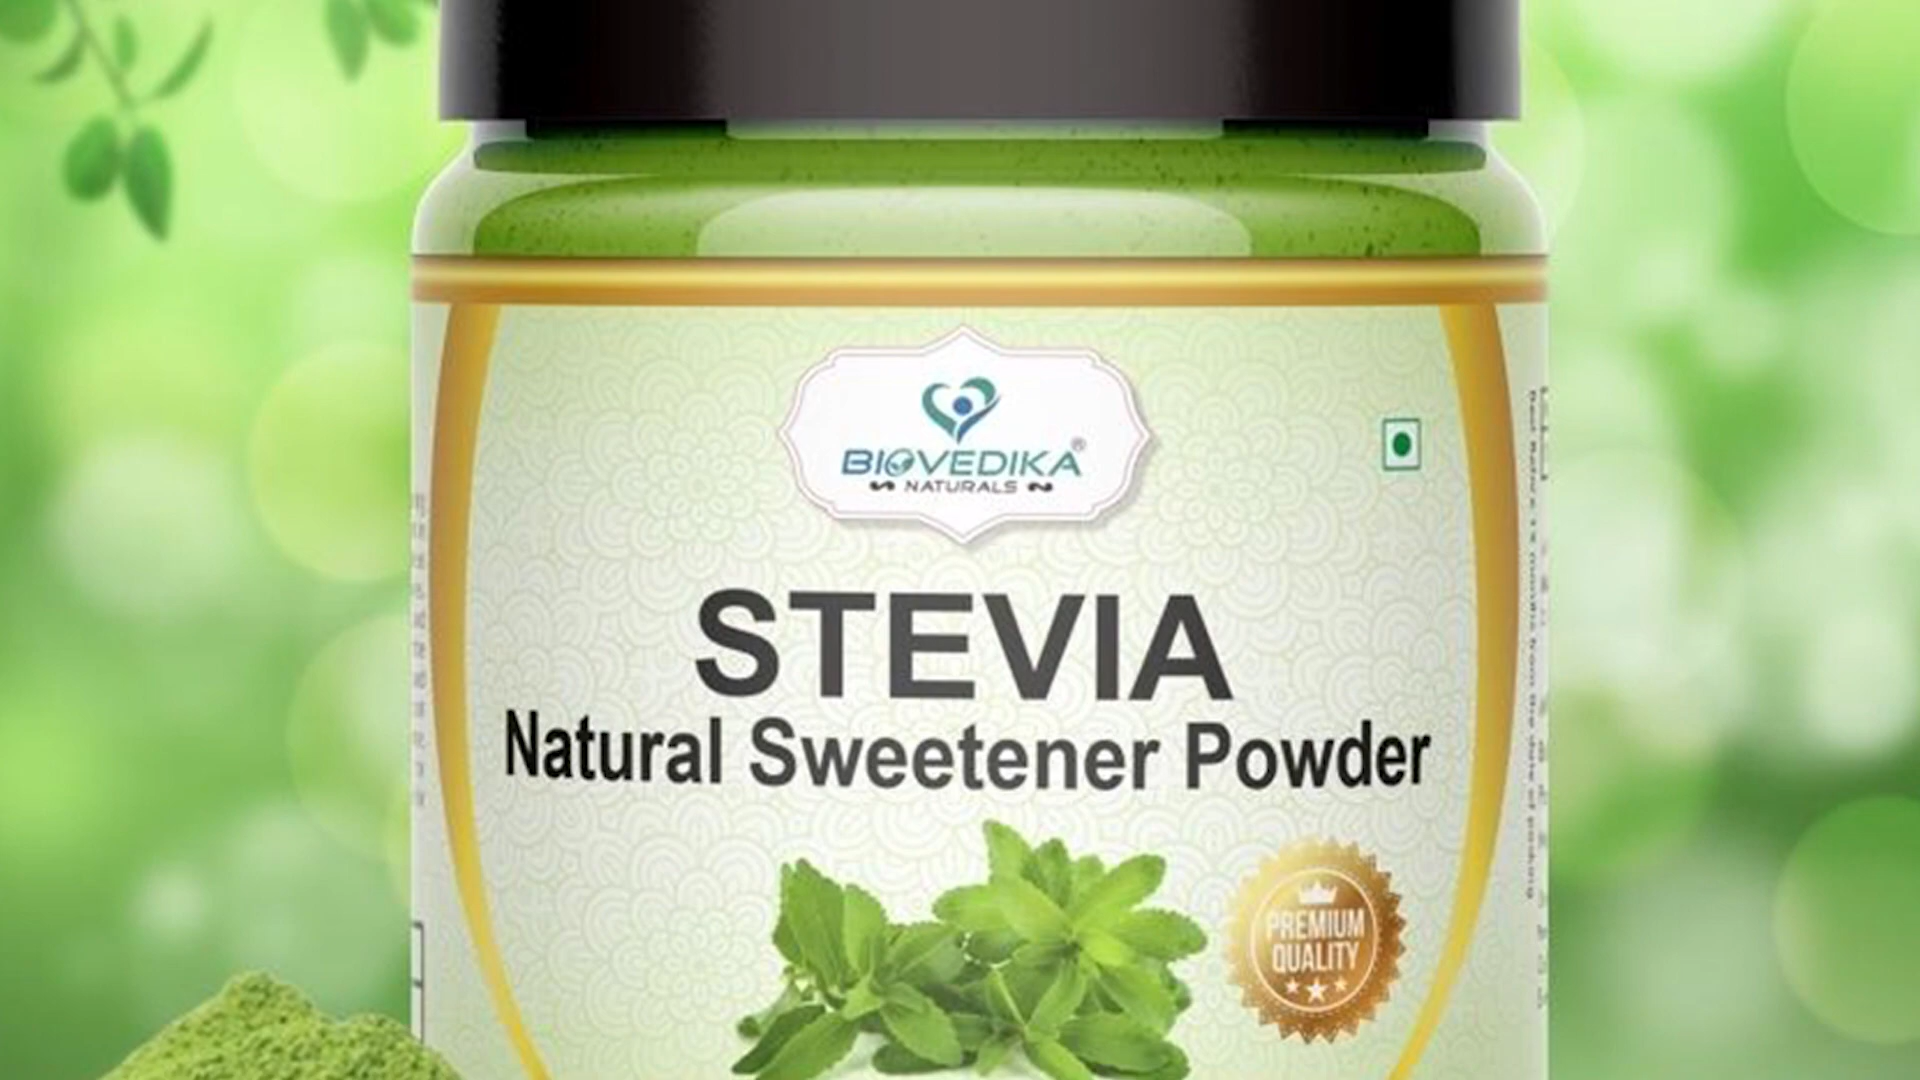 BIOVEDIKA®
NATURALS
STEVIA
Natural Sweetener Powder
PREMIUM
QUALITY